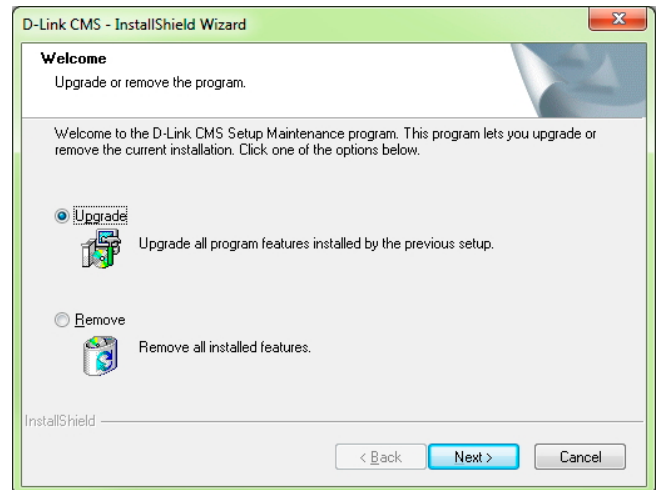 D-Link CMS - InstallShield Wizard
Welcome
Upgrade or remove the program.
Welcome to the D-Link CMS Setup Maintenance program. This program lets you upgrade or
remove the current installation. Click one of the options below.
Upgrade
Upgrade all program features installed by the previous setup.
Remove
Remove all installed features.
InstallShield
< Back Next > Cancel